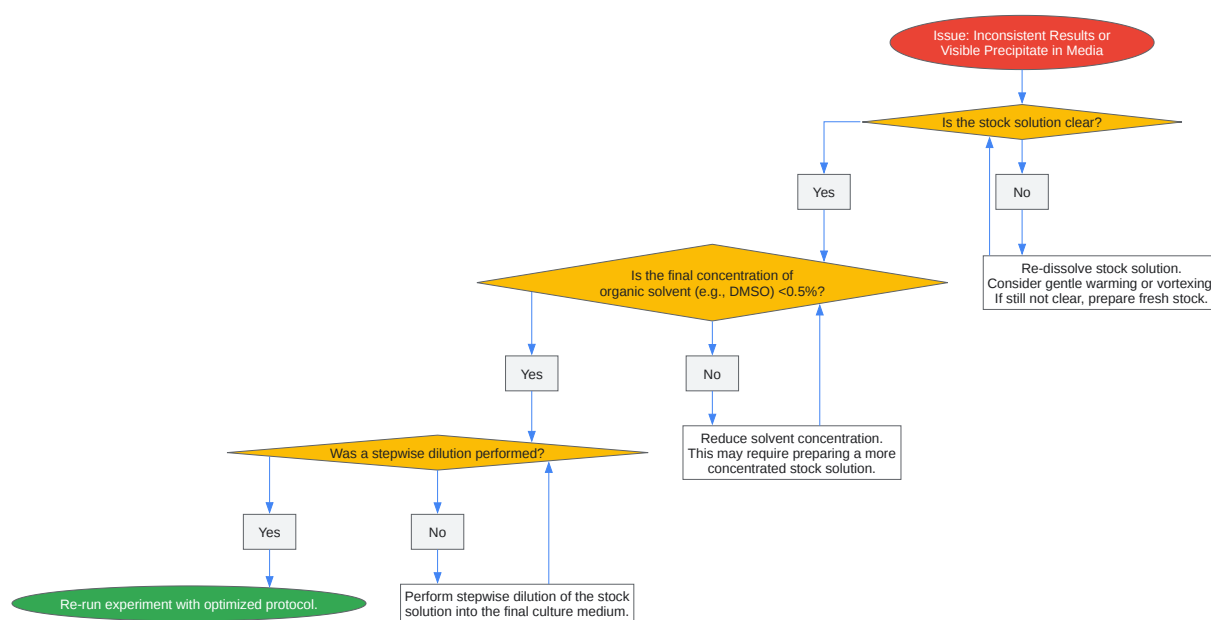 Issue: Inconsistent Results or
Visible Precipitate in Media
Is the stock solution clear?
Yes
No
Is the final concentration of
organic solvent (e.g., DMSO) <0.5%?
Re-dissolve stock solution.
Consider gentle warming or vortexing
If still not clear, prepare fresh stock.
Yes
No
Reduce solvent concentration.
This may require preparing a more
concentrated stock solution.
Was a stepwise dilution performed?
Yes
No
Re-run experiment with optimized protocol.
Perform stepwise dilution of the stock
solution into the final culture medium.